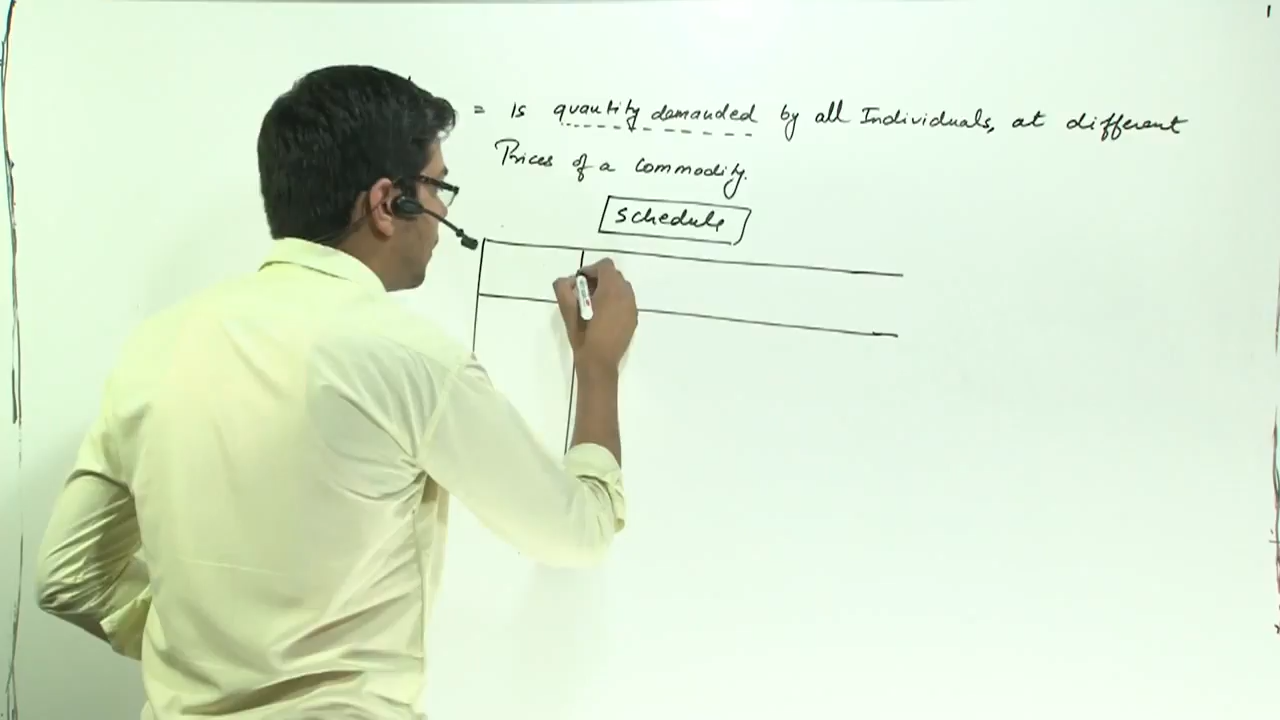 = Is quantity demanded by all Individuals, at different
Prices of a commodity.
Schedule